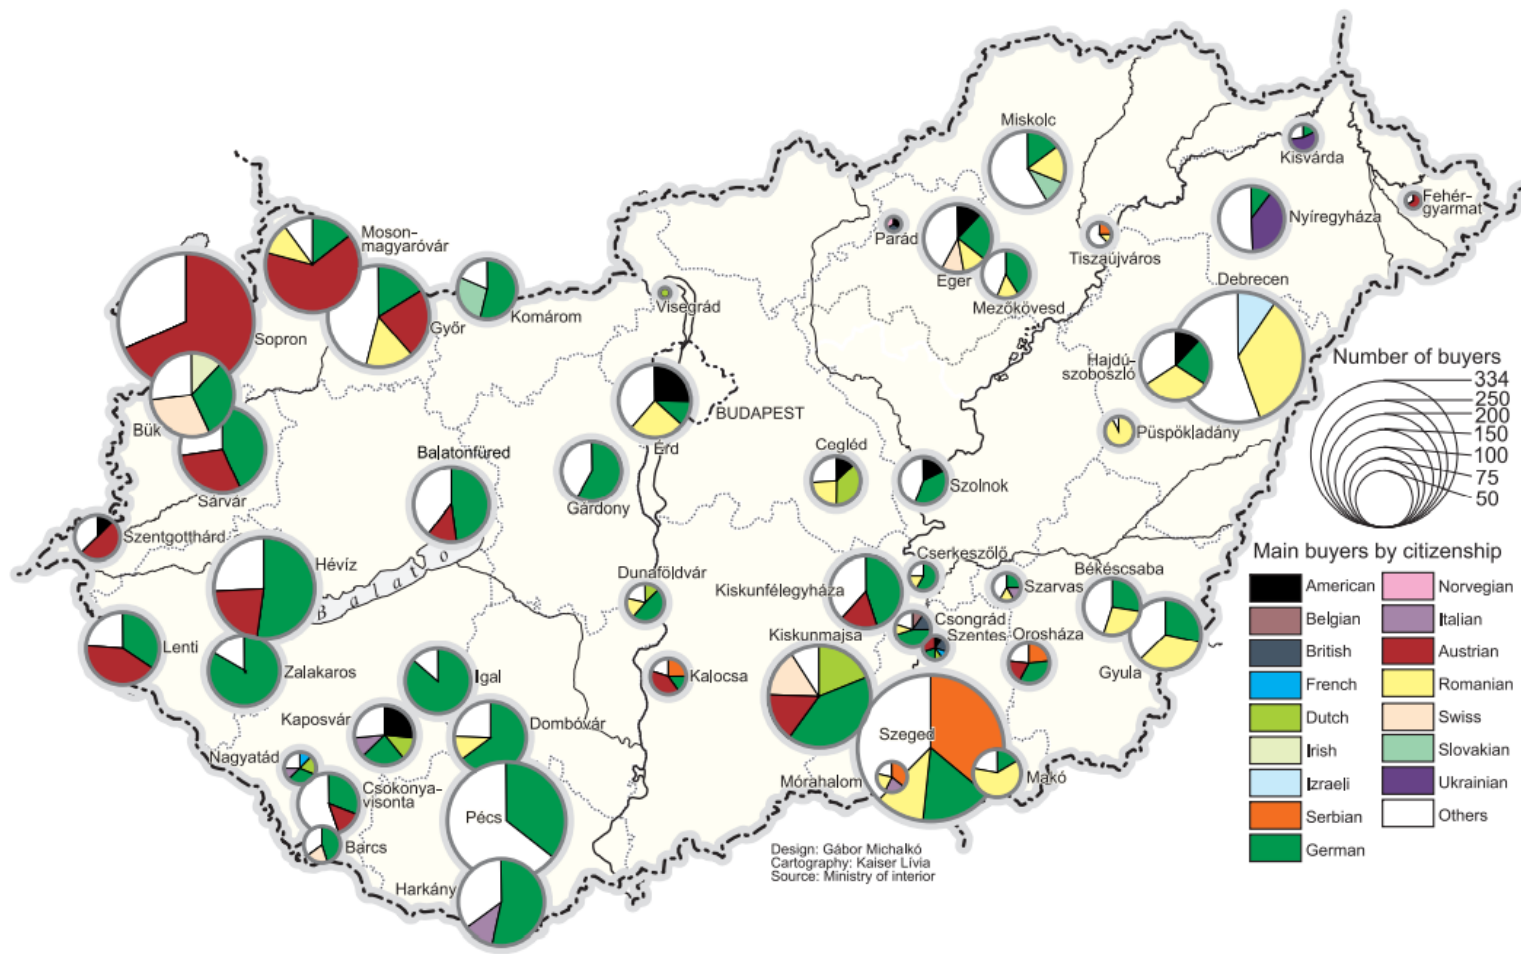 Miskolc
Kisvárda
Fehér-
gyarmat
Nyíregyháza
Parád
Moson-
magyaróvár
Tiszaújváros
Eger
Debrecen
Visegrád
Mezőkövesd
Komárom
Győr
Sopron
Hajdú-
szoboszló
Number of buyers
334
250
200
150
100
75
50
BUDAPEST
Bük
Érd
Cegléd
Püspökladány
Balatonfüred
Sárvár
Gárdony
Szolnok
Szentgotthárd
Main buyers by citizenship
Hévíz
Balaton
Cserkeszőlő
Dunaföldvár
Kiskunfélegyháza
Szarvas
Békéscsaba
American
Norvegian
Belgian
Italian
Csongrád
Szentes
Orosháza
Kiskunmajsa
Lenti
British
Austrian
Zalakaros
Igal
Kalocsa
Gyula
French
Romanian
Kaposvár
Dombóvár
Dutch
Swiss
Szeged
Nagyatád
Irish
Slovakian
Csokonya-
visonta
Mórahalom
Makó
Izraeli
Ukrainian
Pécs
Serbian
Others
Barcs
German
Design: Gábor Michalkó
Cartography: Kaiser Lívia
Source: Ministry of interior
Harkány